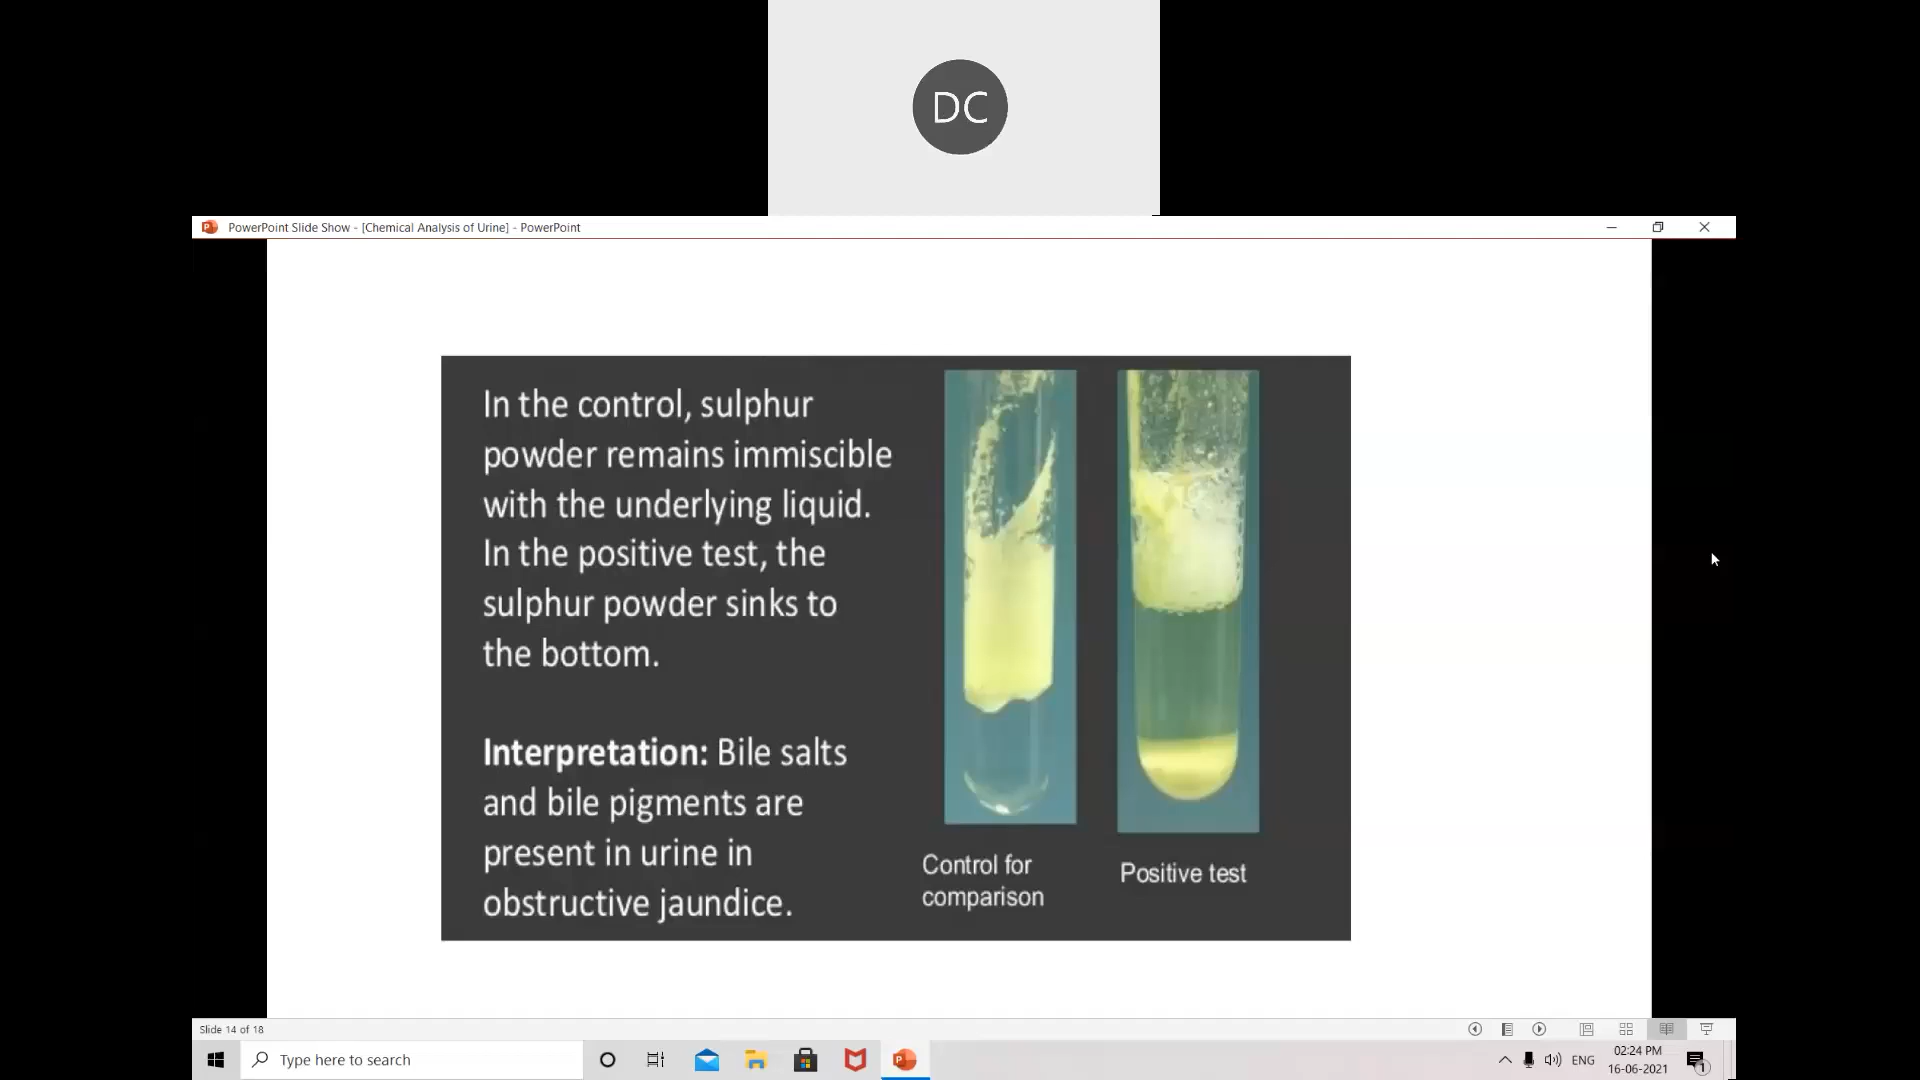 DC
PowerPoint Slide Show - [Chemical Analysis of Urine] - PowerPoint
In the control, sulphur
powder remains immiscible
with the underlying liquid.
In the positive test, the
sulphur powder sinks to
the bottom.
Interpretation: Bile salts
and bile pigments are
present in urine in
obstructive jaundice.
Control for
comparison
Positive test
Slide 14 of 18
Type here to search
ENG
02:24 PM
16-06-2021
1